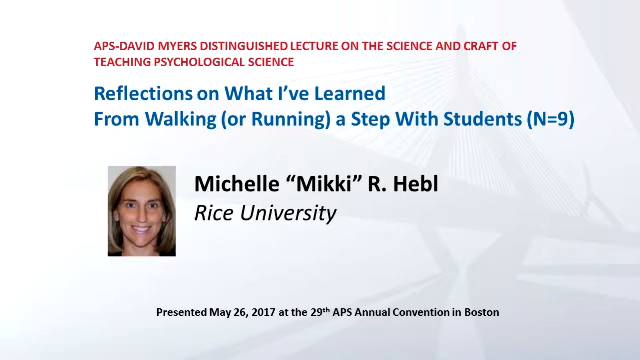 APS-DAVID MYERS DISTINGUISHED LECTURE ON THE SCIENCE AND CRAFT OF
TEACHING PSYCHOLOGICAL SCIENCE
Reflections on What I've Learned
From Walking (or Running) a Step With Students (N=9)
Michelle “Mikki” R. Hebl
Rice University
Presented May 26, 2017 at the 29th APS Annual Convention in Boston